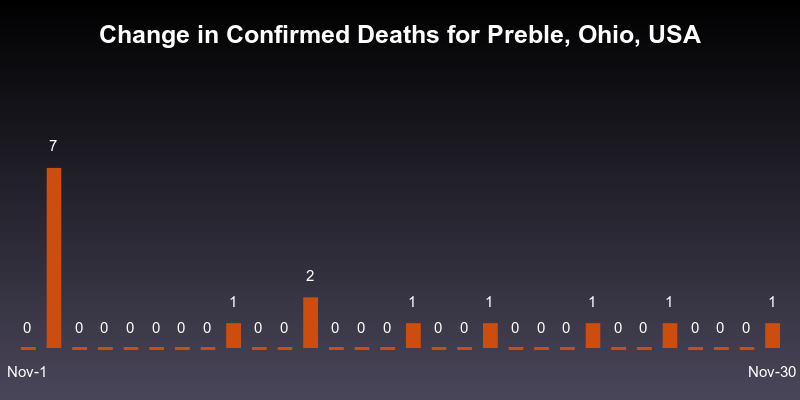 Change in Confirmed Deaths for Preble, Ohio, USA
7
2
1 1 1 1 1 1
0 0 0 0 0 0 0 0 0 0 0 0 0 0 0 0 0 0 0 0 0 0
Nov-1 Nov-30